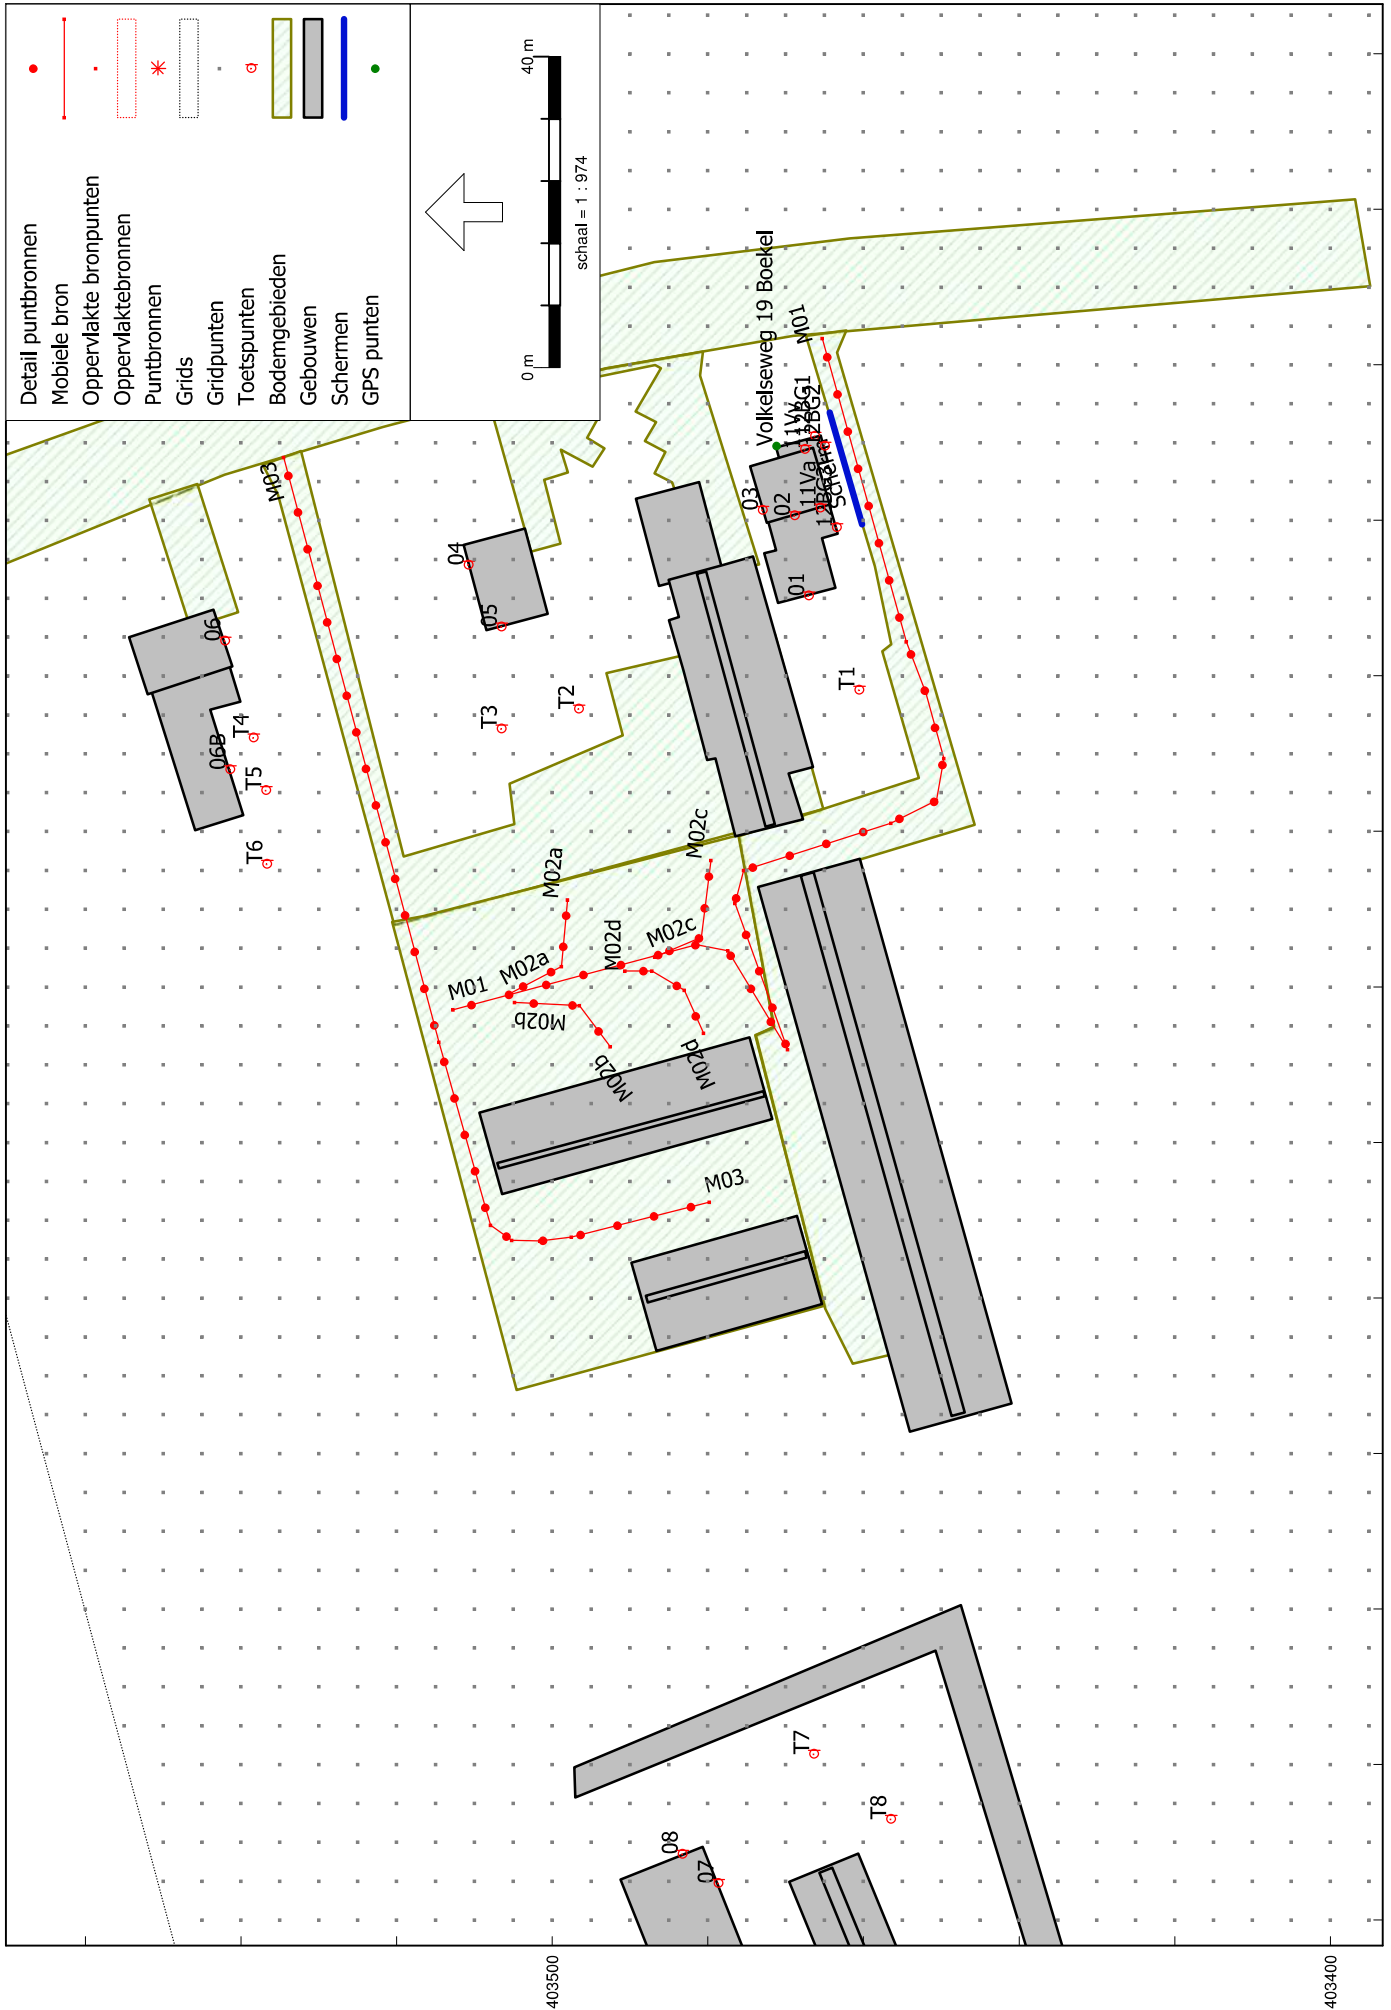 Detail puntbronnen
Mobiele bron
Oppervlakte bronpunten
Oppervlaktebronnen
Puntbronnen
Grids
Gridpunten
Toetspunten
Bodemgebieden
Gebouwen
Schermen
GPS punten
0 m
40 m
schaal = 1 : 974
M03
04
05
06
06B
T4
T5
T6
T3
T2
T1
Volkelseweg 19 Boekel
M01
03
02
01
12BG2
M02c
M02a
M02d
M02c
M02a
M01
M02b
M02b
M02d
M03
T7
T8
08
07
403500
403400